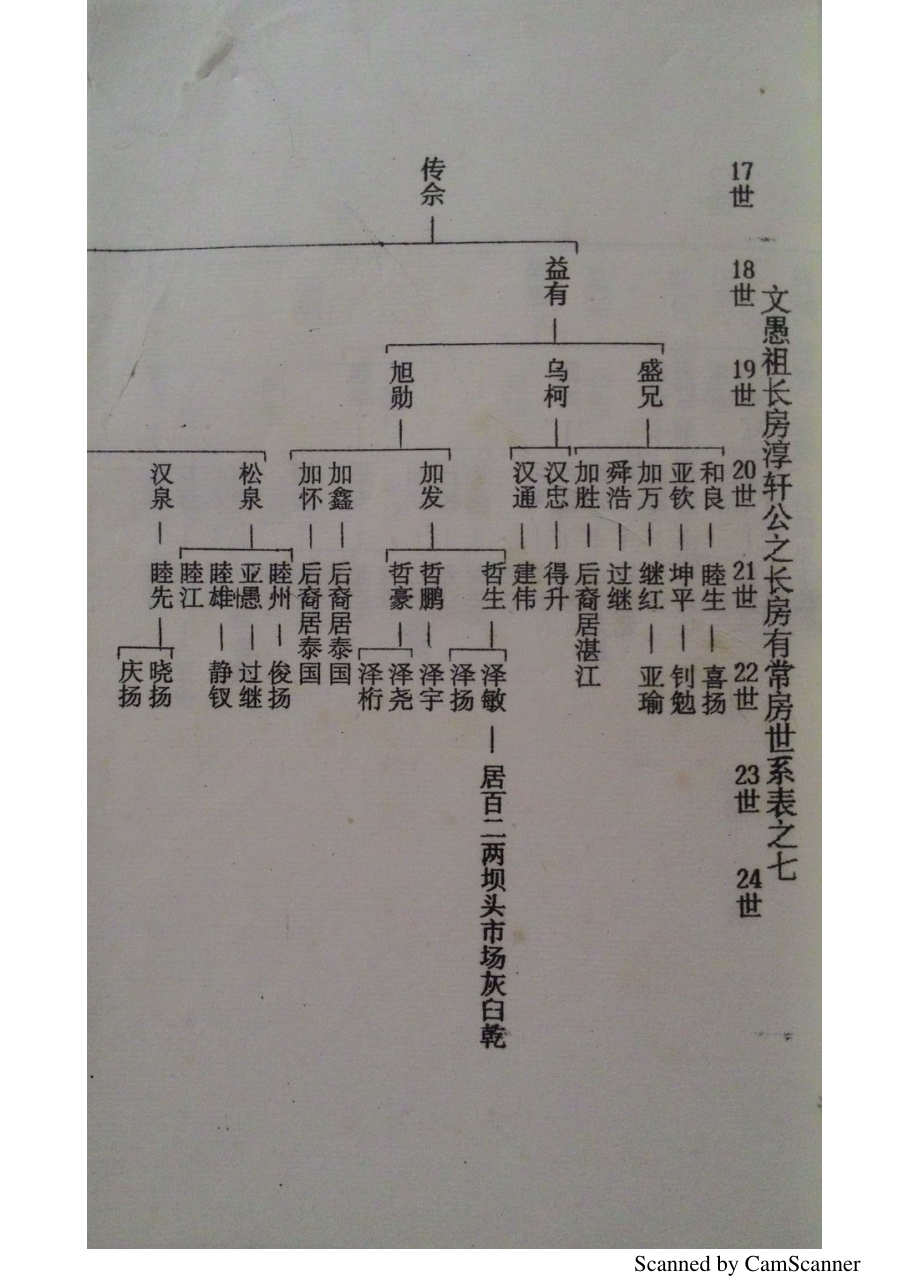 文愚祖长房淳轩公之长房有常房世系表之七
17世
18世
19世
20世
21世
22世
23世
24世
传佘
益有
盛兄
乌柯
旭勋
和良
亚钦
加万
舜浩
加胜
汉忠
汉通
加发
加鑫
加怀
松泉
汉泉
睦生
坤平
继红
过继
后裔居湛江
得升
建伟
哲生
哲鹏
哲豪
后裔居泰国
后裔居泰国
睦州
亚愚
睦雄
睦江
睦先
喜扬
钊勉
亚瑜
泽敏
泽扬
泽宇
泽尧
泽桁
俊扬
过继
静钗
晓扬
庆扬
居百二两坝头市场灰臼乾
Scanned by CamScanner